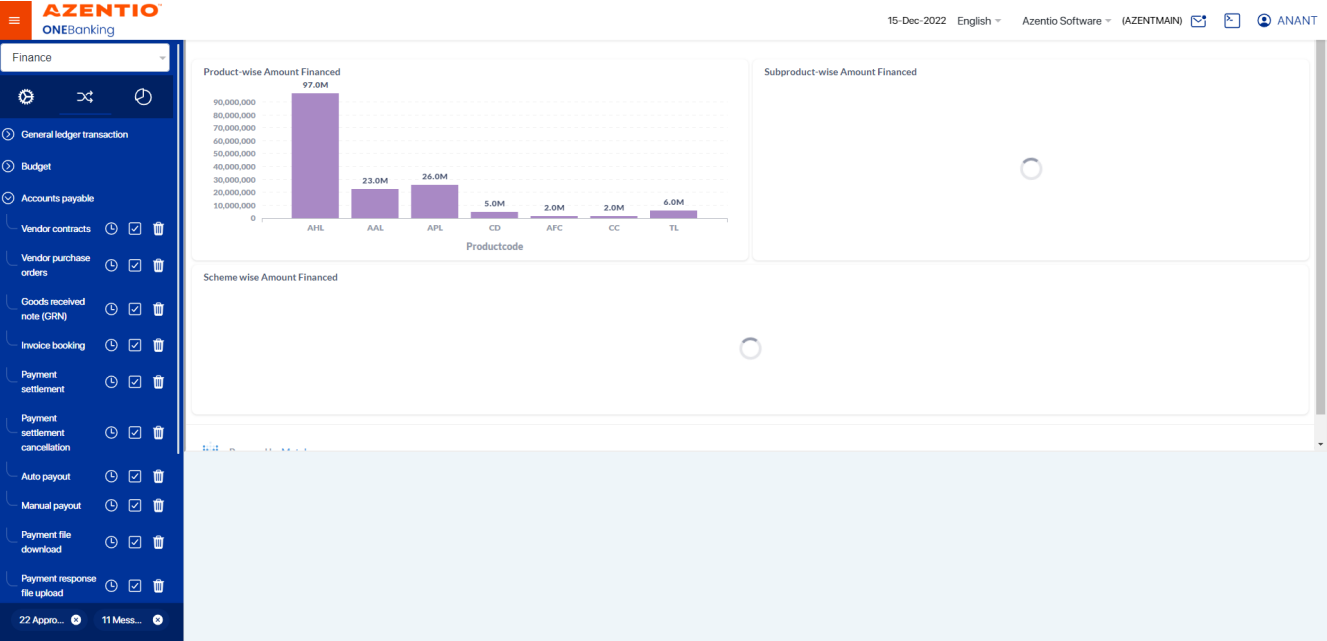 AZENTIO
ONEBanking
15-Dec-2022 English Azentio Software (AZENTMAIN) ANANT
Finance
General ledger transaction
Budget
Accounts payable
Vendor contracts
Vendor purchase
orders
Goods received
note (GRN)
Invoice booking
Payment
settlement
Payment
settlement
cancellation
Auto payout
Manual payout
Payment file
download
Payment response
file upload
22 Appro...
11 Mess...
Product-wise Amount Financed
97.0M
90,000,000
80,000,000
70,000,000
60,000,000
50,000,000
40,000,000
30,000,000
20,000,000
10,000,000
0
23.0M
26.0M
5.0M
2.0M
2.0M
6.0M
AHL AAL APL CD AFC CC TL
Productcode
Subproduct-wise Amount Financed
Scheme wise Amount Financed